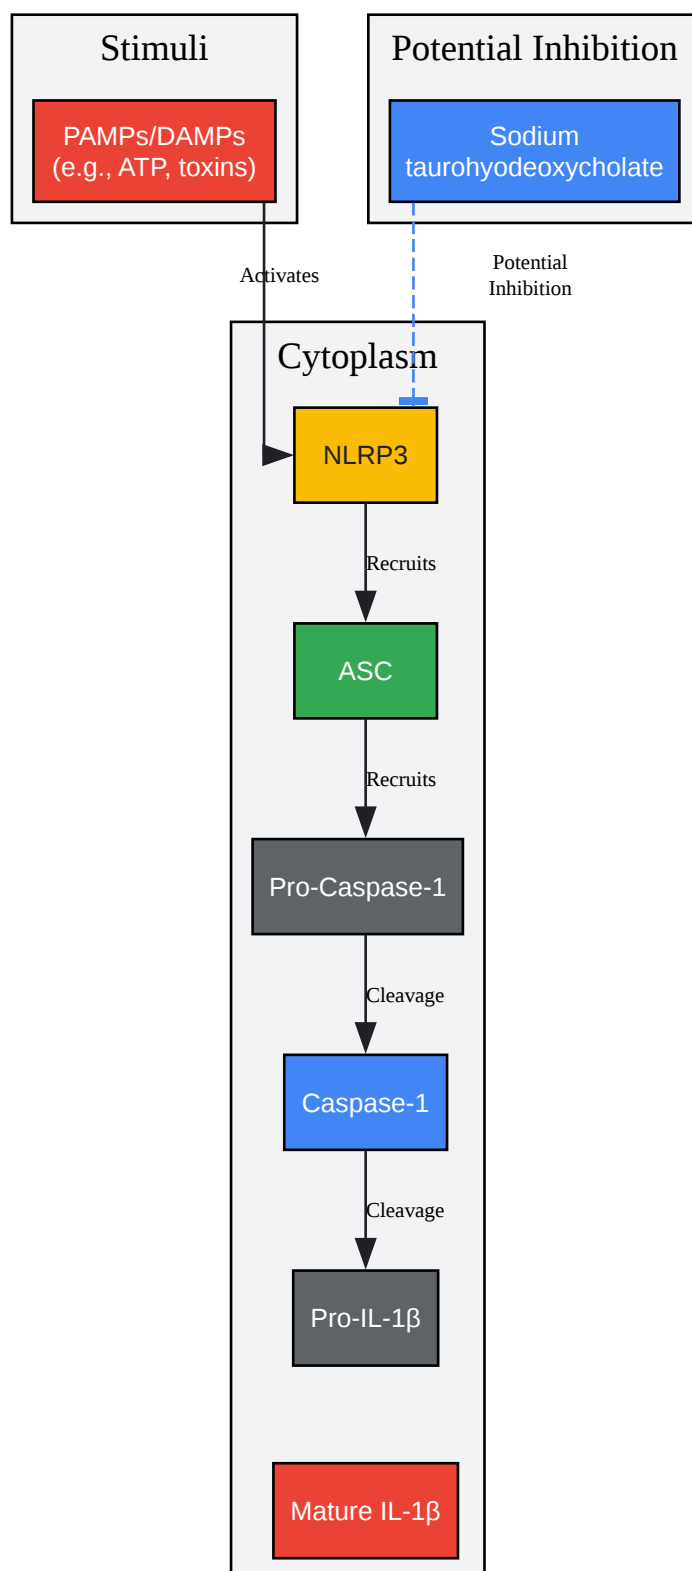 Stimuli
PAMPs/DAMPs
(e.g., ATP, toxins)
Potential Inhibition
Sodium
taurohyodeoxycholate
Activates
Potential
Inhibition
Cytoplasm
NLRP3
Recruits
ASC
Recruits
Pro-Caspase-1
Cleavage
Caspase-1
Cleavage
Pro-IL-1β
Mature IL-1β